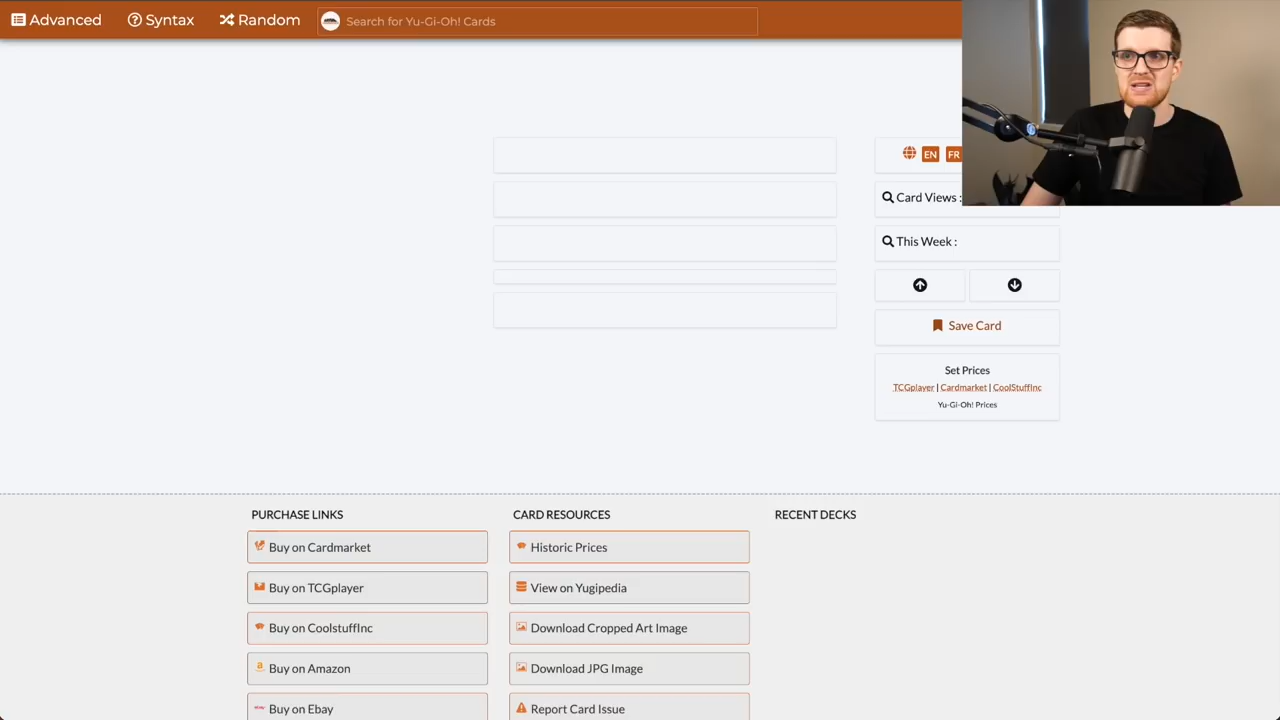 Advanced
Syntax
Random
Search for Yu-Gi-Oh! Cards
EN FR
Card Views :
This Week :
Save Card
Set Prices
TCGplayer | Cardmarket | CoolStuffInc
Yu-Gi-Oh! Prices
PURCHASE LINKS
Buy on Cardmarket
Buy on TCGplayer
Buy on CoolstuffInc
Buy on Amazon
Buy on Ebay
CARD RESOURCES
Historic Prices
View on Yugipedia
Download Cropped Art Image
Download JPG Image
Report Card Issue
RECENT DECKS